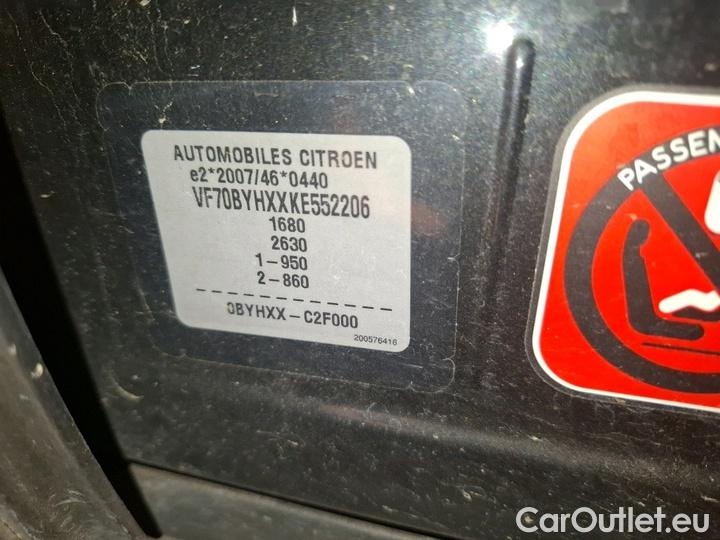 AUTOMOBILES CITROEN
e2*2007/46*0440
VF70BYHXXKE552206
1680
2630
1-950
2-860
0BYHXX-C2F000
200576416
PASSEN
CarOutlet.eu